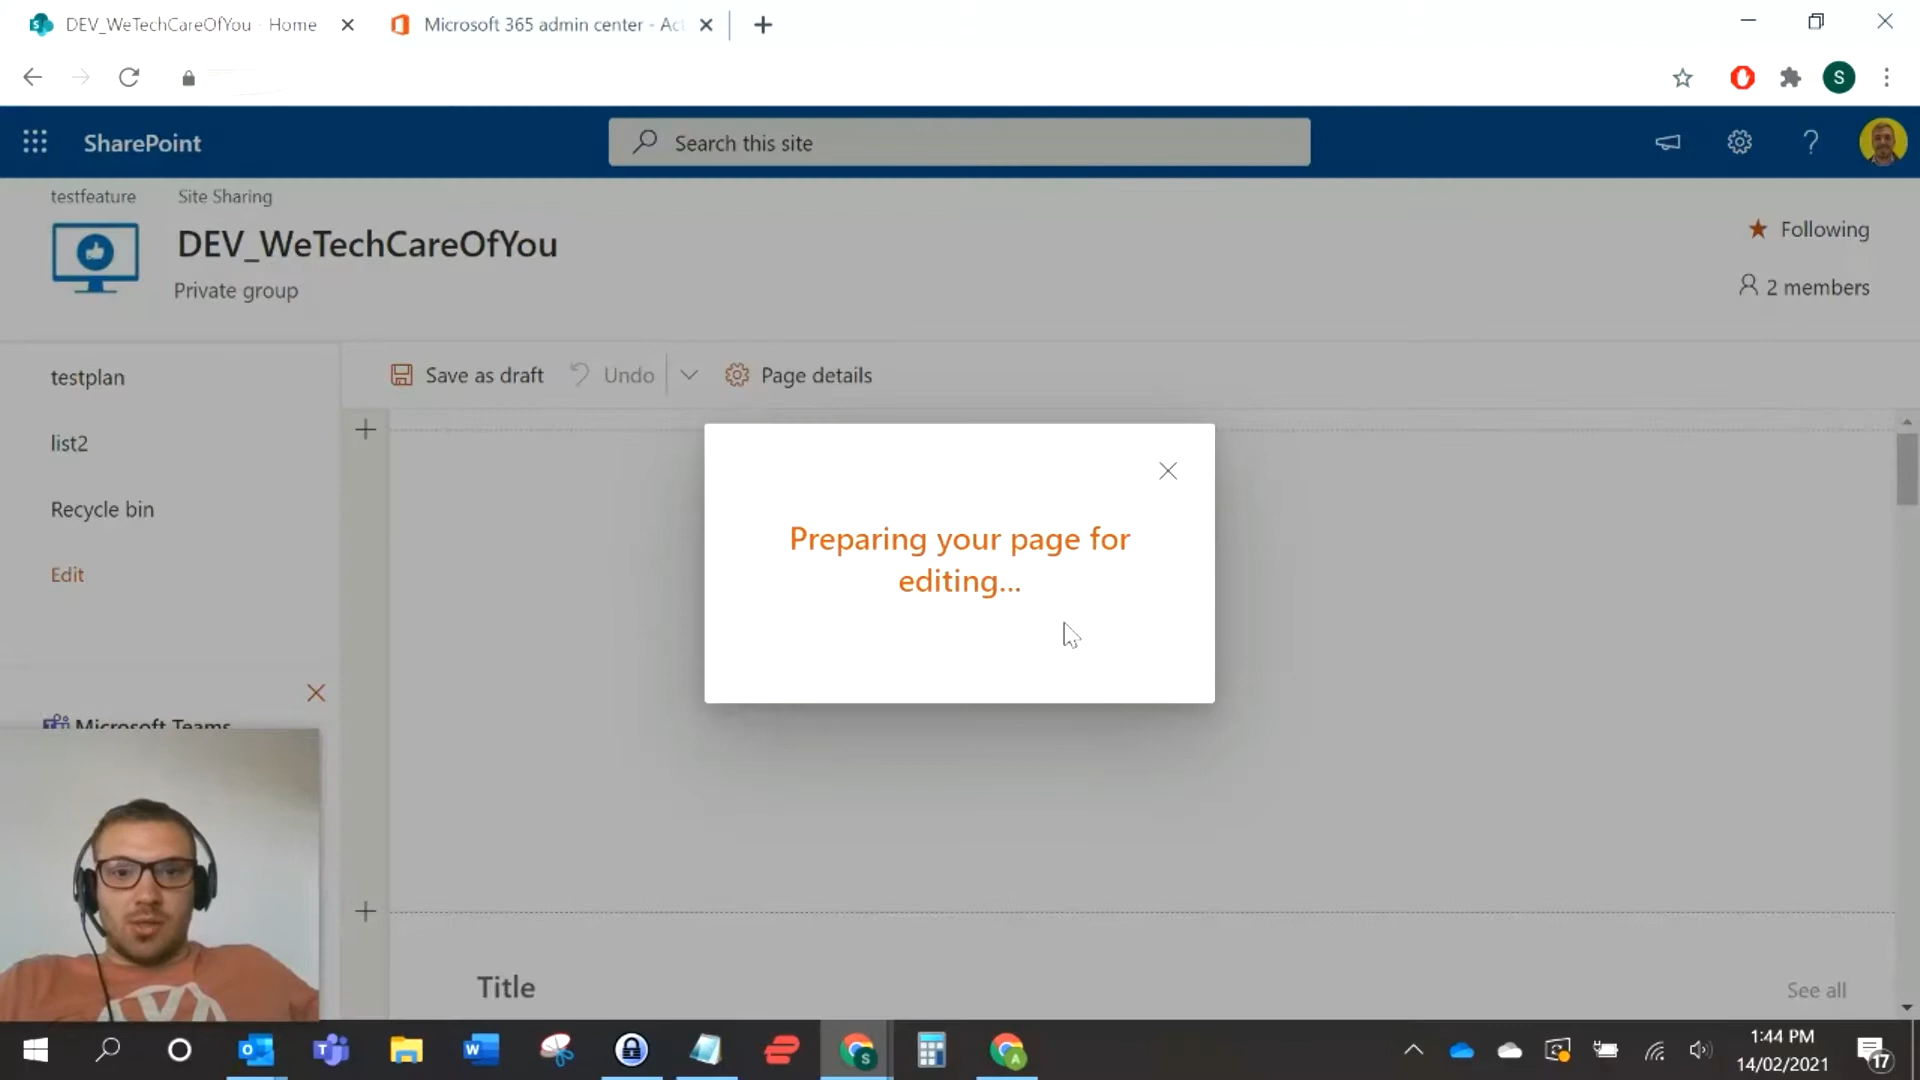 DEV_WeTechCareOfYou - Home
Microsoft 365 admin center - Act
S
SharePoint
Search this site
testfeature
Site Sharing
DEV_WeTechCareOfYou
Private group
Following
2 members
testplan
list2
Recycle bin
Edit
Save as draft
Undo
Page details
Preparing your page for
editing...
Microsoft Teams
Title
See all
1:44 PM
14/02/2021
17